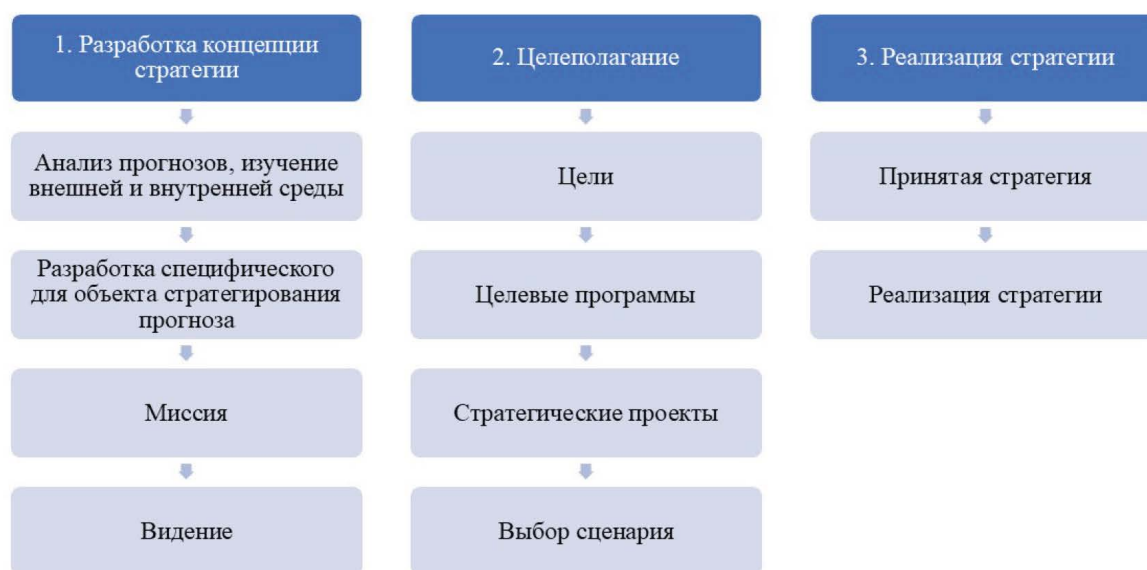 1. Разработка концепции
стратегии
Анализ прогнозов, изучение
внешней и внутренней среды
Разработка специфического
для объекта стратегирования
прогноза
Миссия
Видение
2. Целеполагание
Цели
Целевые программы
Стратегические проекты
Выбор сценария
3. Реализация стратегии
Принятая стратегия
Реализация стратегии